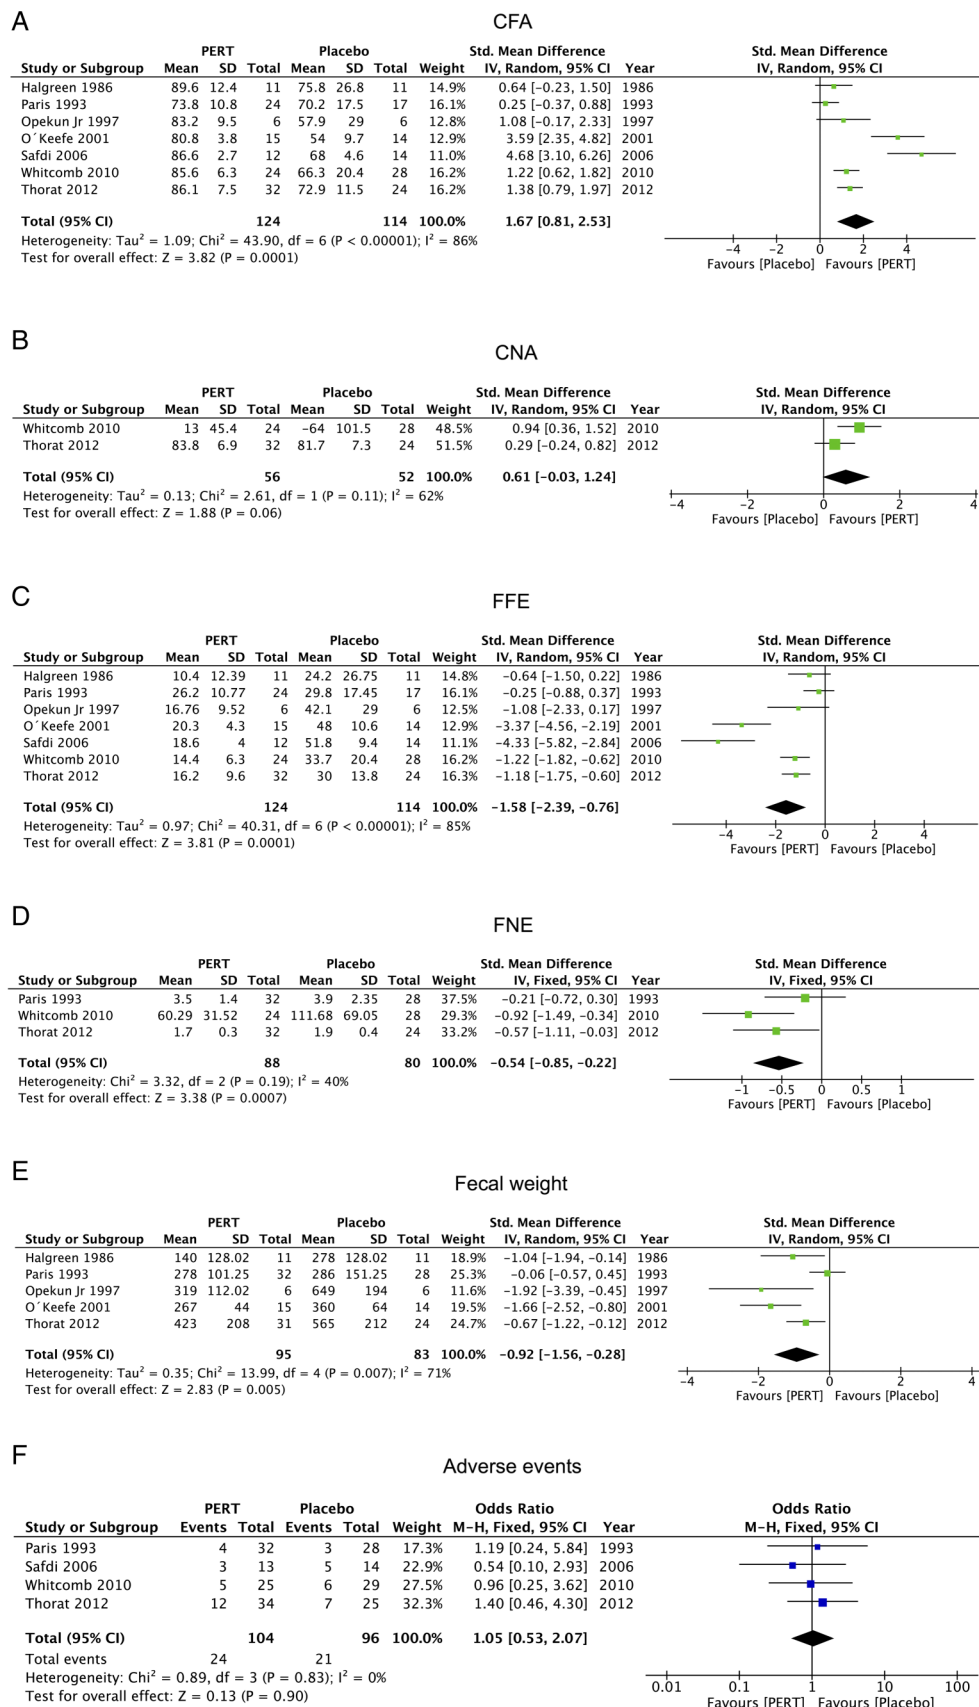 A
CFA
PERT Placebo Std. Mean Difference Std. Mean Difference
Study or Subgroup Mean SD Total Mean SD Total Weight IV, Random, 95% CI Year IV, Random, 95% CI
Halgreen 1986 89.6 12.4 11 75.8 26.8 11 14.9% 0.64 [-0.23, 1.50] 1986
Paris 1993 73.8 10.8 24 70.2 17.5 17 16.1% 0.25 [-0.37, 0.88] 1993
Opekun Jr 1997 83.2 9.5 6 57.9 29 6 12.8% 1.08 [-0.17, 2.33] 1997
O´Keefe 2001 80.8 3.8 15 54 9.7 14 12.9% 3.59 [2.35, 4.82] 2001
Safdi 2006 86.6 2.7 12 68 4.6 14 11.0% 4.68 [3.10, 6.26] 2006
Whitcomb 2010 85.6 6.3 24 66.3 20.4 28 16.2% 1.22 [0.62, 1.82] 2010
Thorat 2012 86.1 7.5 32 72.9 11.5 24 16.2% 1.38 [0.79, 1.97] 2012
Total (95% CI) 124 114 100.0% 1.67 [0.81, 2.53]
Heterogeneity: Tau² = 1.09; Chi² = 43.90, df = 6 (P < 0.00001); I² = 86%
Test for overall effect: Z = 3.82 (P = 0.0001)
-4 -2 0 2 4
Favours [Placebo] Favours [PERT]
B
CNA
PERT Placebo Std. Mean Difference Std. Mean Difference
Study or Subgroup Mean SD Total Mean SD Total Weight IV, Random, 95% CI Year IV, Random, 95% CI
Whitcomb 2010 13 45.4 24 -64 101.5 28 48.5% 0.94 [0.36, 1.52] 2010
Thorat 2012 83.8 6.9 32 81.7 7.3 24 51.5% 0.29 [-0.24, 0.82] 2012
Total (95% CI) 56 52 100.0% 0.61 [-0.03, 1.24]
Heterogeneity: Tau² = 0.13; Chi² = 2.61, df = 1 (P = 0.11); I² = 62%
Test for overall effect: Z = 1.88 (P = 0.06)
-4 -2 0 2 4
Favours [Placebo] Favours [PERT]
C
FFE
PERT Placebo Std. Mean Difference Std. Mean Difference
Study or Subgroup Mean SD Total Mean SD Total Weight IV, Random, 95% CI Year IV, Random, 95% CI
Halgreen 1986 10.4 12.39 11 24.2 26.75 11 14.8% -0.64 [-1.50, 0.22] 1986
Paris 1993 26.2 10.77 24 29.8 17.45 17 16.1% -0.25 [-0.88, 0.37] 1993
Opekun Jr 1997 16.76 9.52 6 42.1 29 6 12.5% -1.08 [-2.33, 0.17] 1997
O´Keefe 2001 20.3 4.3 15 48 10.6 14 12.9% -3.37 [-4.56, -2.19] 2001
Safdi 2006 18.6 4 12 51.8 9.4 14 11.1% -4.33 [-5.82, -2.84] 2006
Whitcomb 2010 14.4 6.3 24 33.7 20.4 28 16.2% -1.22 [-1.82, -0.62] 2010
Thorat 2012 16.2 9.6 32 30 13.8 24 16.3% -1.18 [-1.75, -0.60] 2012
Total (95% CI) 124 114 100.0% -1.58 [-2.39, -0.76]
Heterogeneity: Tau² = 0.97; Chi² = 40.31, df = 6 (P < 0.00001); I² = 85%
Test for overall effect: Z = 3.81 (P = 0.0001)
-4 -2 0 2 4
Favours [PERT] Favours [Placebo]
D
FNE
PERT Placebo Std. Mean Difference Std. Mean Difference
Study or Subgroup Mean SD Total Mean SD Total Weight IV, Fixed, 95% CI Year IV, Fixed, 95% CI
Paris 1993 3.5 1.4 32 3.9 2.35 28 37.5% -0.21 [-0.72, 0.30] 1993
Whitcomb 2010 60.29 31.52 24 111.68 69.05 28 29.3% -0.92 [-1.49, -0.34] 2010
Thorat 2012 1.7 0.3 32 1.9 0.4 24 33.2% -0.57 [-1.11, -0.03] 2012
Total (95% CI) 88 80 100.0% -0.54 [-0.85, -0.22]
Heterogeneity: Chi² = 3.32, df = 2 (P = 0.19); I² = 40%
Test for overall effect: Z = 3.38 (P = 0.0007)
-1 -0.5 0 0.5 1
Favours [PERT] Favours [Placebo]
E
Fecal weight
PERT Placebo Std. Mean Difference Std. Mean Difference
Study or Subgroup Mean SD Total Mean SD Total Weight IV, Random, 95% CI Year IV, Random, 95% CI
Halgreen 1986 140 128.02 11 278 128.02 11 18.9% -1.04 [-1.94, -0.14] 1986
Paris 1993 278 101.25 32 286 151.25 28 25.3% -0.06 [-0.57, 0.45] 1993
Opekun Jr 1997 319 112.02 6 649 194 6 11.6% -1.92 [-3.39, -0.45] 1997
O´Keefe 2001 267 44 15 360 64 14 19.5% -1.66 [-2.52, -0.80] 2001
Thorat 2012 423 208 31 565 212 24 24.7% -0.67 [-1.22, -0.12] 2012
Total (95% CI) 95 83 100.0% -0.92 [-1.56, -0.28]
Heterogeneity: Tau² = 0.35; Chi² = 13.99, df = 4 (P = 0.007); I² = 71%
Test for overall effect: Z = 2.83 (P = 0.005)
-4 -2 0 2 4
Favours [PERT] Favours [Placebo]
F
Adverse events
PERT Placebo Odds Ratio Odds Ratio
Study or Subgroup Events Total Events Total Weight M-H, Fixed, 95% CI Year M-H, Fixed, 95% CI
Paris 1993 4 32 3 28 17.3% 1.19 [0.24, 5.84] 1993
Safdi 2006 3 13 5 14 22.9% 0.54 [0.10, 2.93] 2006
Whitcomb 2010 5 25 6 29 27.5% 0.96 [0.25, 3.62] 2010
Thorat 2012 12 34 7 25 32.3% 1.40 [0.46, 4.30] 2012
Total (95% CI) 104 96 100.0% 1.05 [0.53, 2.07]
Total events 24 21
Heterogeneity: Chi² = 0.89, df = 3 (P = 0.83); I² = 0%
Test for overall effect: Z = 0.13 (P = 0.90)
0.01 0.1 1 10 100
Favours [PERT] Favours [Placebo]